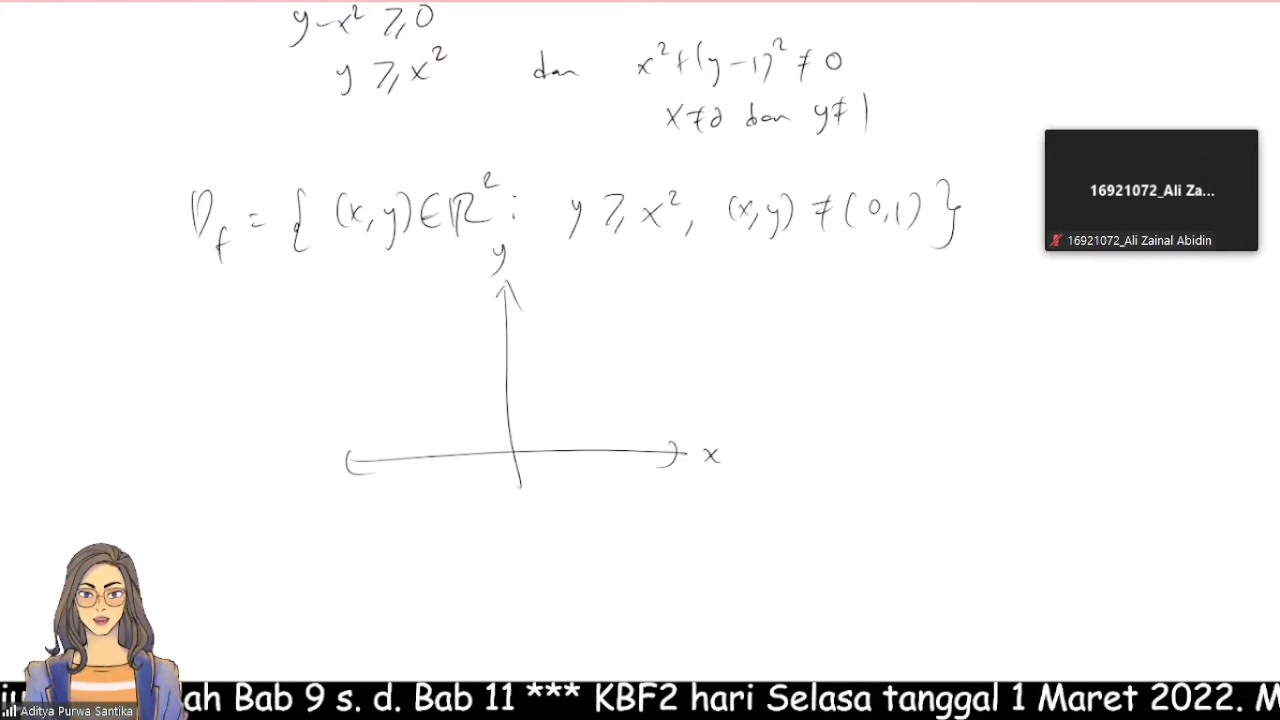 y - x² ⩾ 0
y ⩾ x² dan x² + (y - 1)² ≠ 0
x ≠ 0 dan y ≠ 1
16921072_Ali Za...
D_f = { (x, y) ∈ ℝ² : y ⩾ x², (x, y) ≠ (0, 1) }
16921072_Ali Zainal Abidin
y
x
ah Bab 9 s. d. Bab 11 *** KBF2 hari Selasa tanggal 1 Maret 2022. M
Aditya Purwa Santika